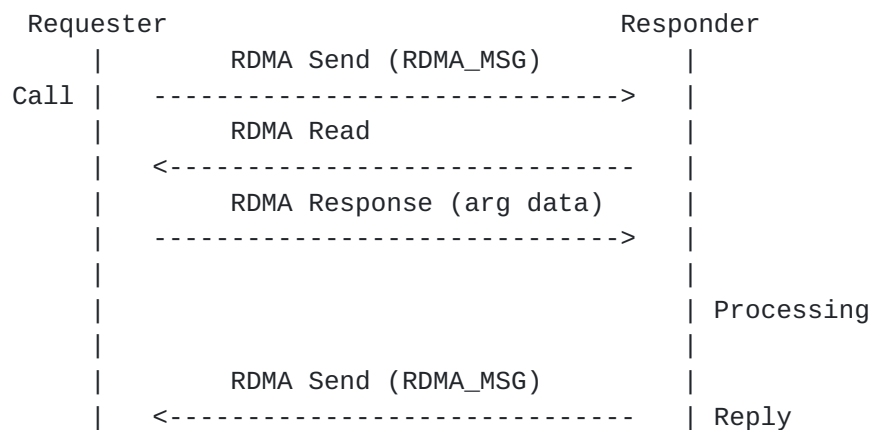 Requester                              Responder
    |        RDMA Send (RDMA_MSG)         |
Call |   ------------------------------>   |
    |        RDMA Read                    |
    |   <------------------------------   |
    |        RDMA Response (arg data)     |
    |   ------------------------------>   |
    |                                     |
    |                                     | Processing
    |                                     |
    |        RDMA Send (RDMA_MSG)         |
    |   <------------------------------   | Reply